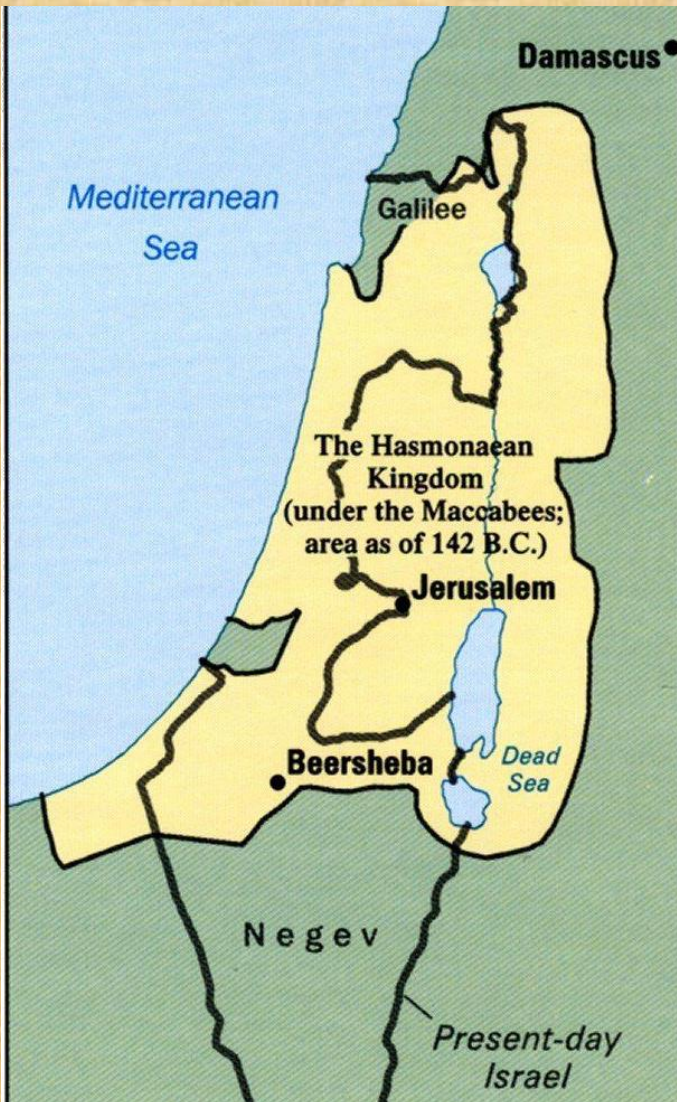 Damascus
Mediterranean
Sea
Galilee
The Hasmonaean
Kingdom
(under the Maccabees;
area as of 142 B.C.)
Jerusalem
Beersheba
Dead
Sea
Negev
Present-day
Israel